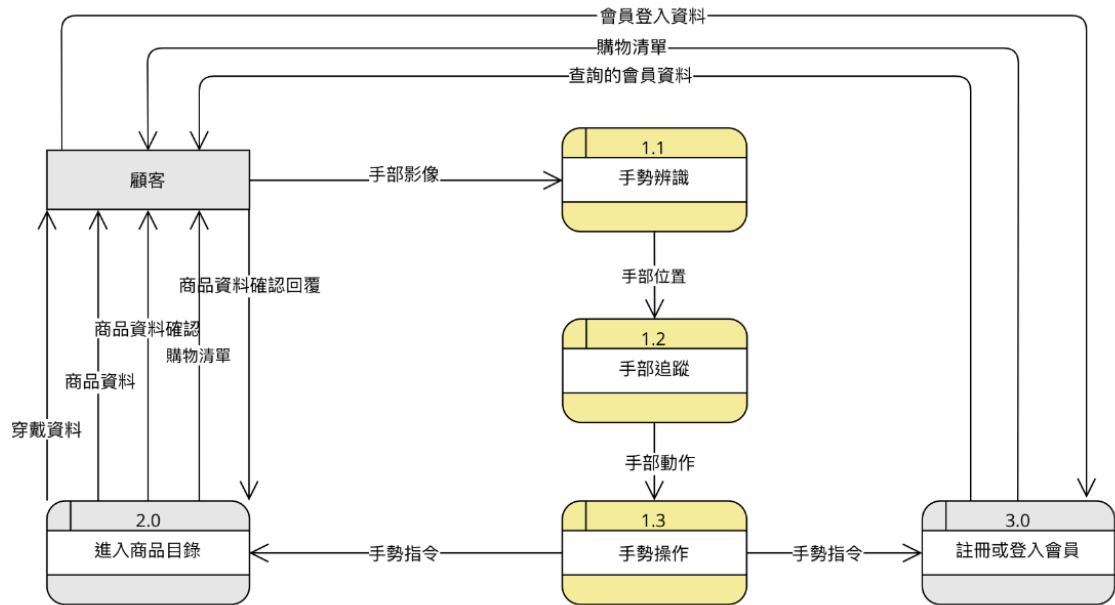 會員登入資料
購物清單
查詢的會員資料
1.1
手勢辨識
顧客
手部影像
手部位置
商品資料確認回覆
商品資料確認
購物清單
1.2
手部追蹤
商品資料
穿戴資料
手部動作
2.0
進入商品目錄
手勢指令
1.3
手勢操作
手勢指令
3.0
註冊或登入會員